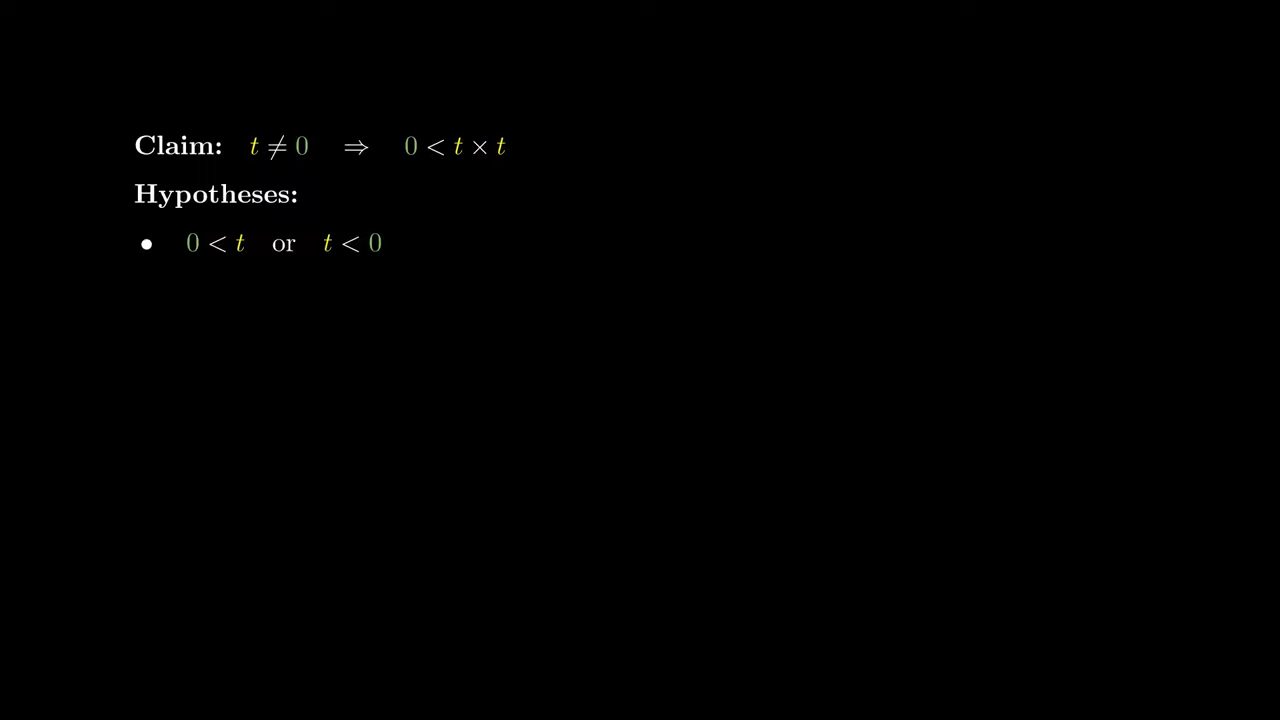 Claim: t ≠ 0 ⇒ 0 < t × t
Hypotheses:
• 0 < t or t < 0